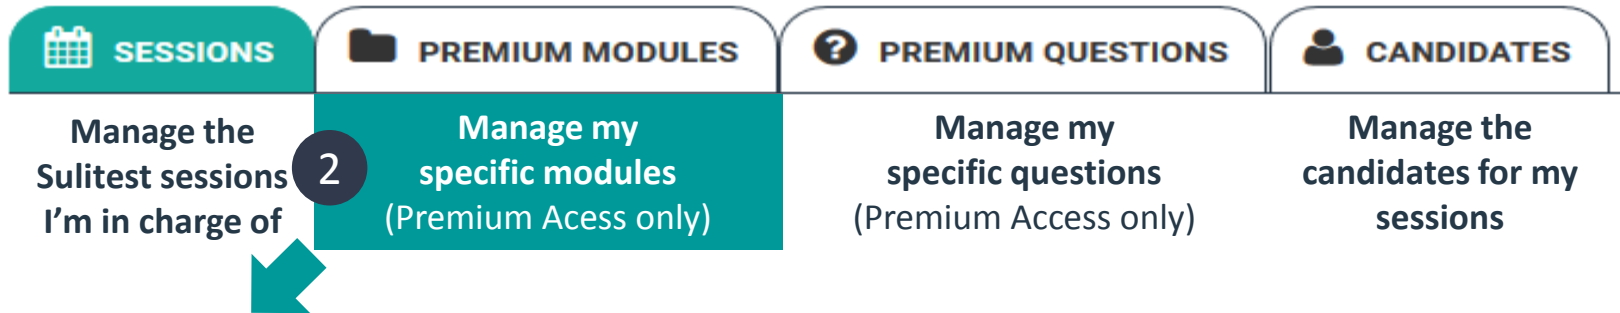 SESSIONS
PREMIUM MODULES
PREMIUM QUESTIONS
CANDIDATES
Manage the
Sulitest sessions
I’m in charge of
2
Manage my
specific modules
(Premium Acess only)
Manage my
specific questions
(Premium Access only)
Manage the
candidates for my
sessions